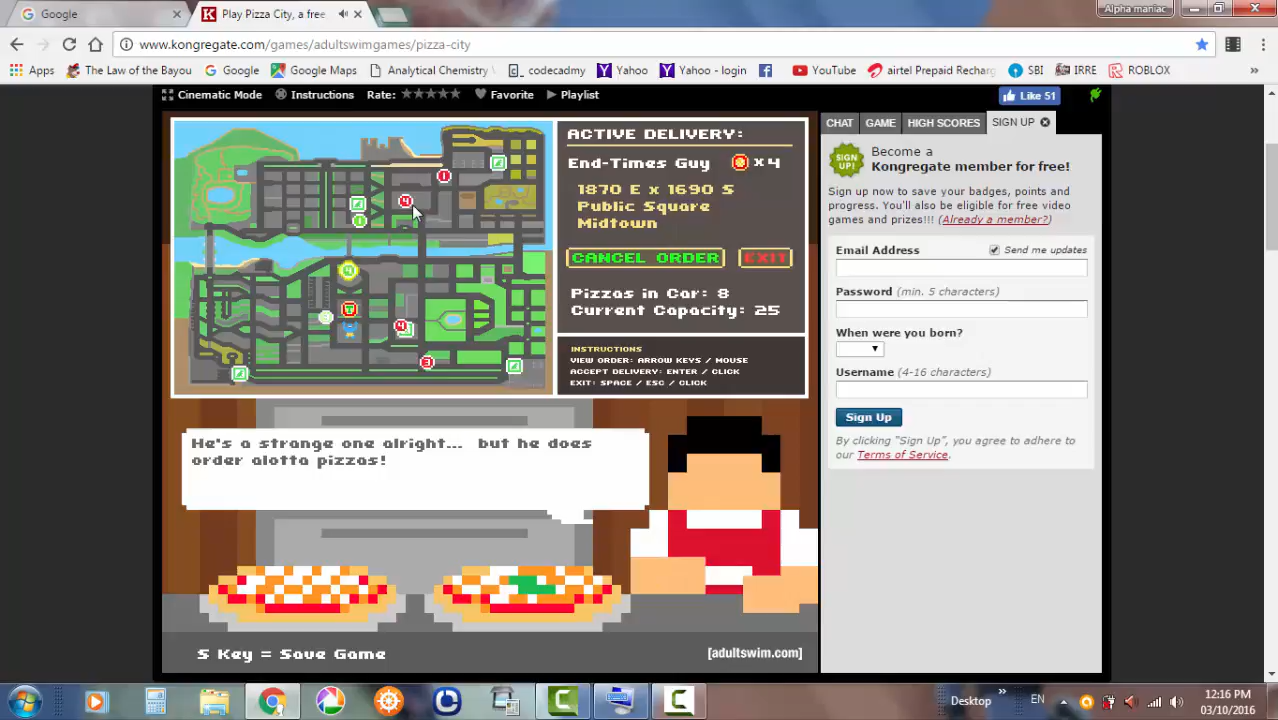 Google
Play Pizza City, a free
Alpha maniac
www.kongregate.com/games/adultswimgames/pizza-city
Apps The Law of the Bayou Google Google Maps Analytical Chemistry codecadmy Yahoo Yahoo - login YouTube airtel Prepaid Recharg SBI IRRE ROBLOX
Cinematic Mode Instructions Rate: Favorite Playlist
Like 51
CHAT GAME HIGH SCORES SIGN UP
ACTIVE DELIVERY:
End-Times Guy x4
1870 E x 1690 S
Public Square
Midtown
CANCEL ORDER EXIT
Pizzas in Car: 8
Current Capacity: 25
INSTRUCTIONS
VIEW ORDER: ARROW KEYS / MOUSE
ACCEPT DELIVERY: ENTER / CLICK
EXIT: SPACE / ESC / CLICK
1
4
1
4
4
3
He's a strange one alright... but he does
order alotta pizzas!
S Key = Save Game
[adultswim.com]
SIGN UP!
Become a
Kongregate member for free!
Sign up now to save your badges, points and
progress. You'll also be eligible for free video
games and prizes!!! (Already a member?)
Email Address Send me updates
Password (min. 5 characters)
When were you born?
Username (4-16 characters)
Sign Up
By clicking "Sign Up", you agree to adhere to
our Terms of Service.
Desktop
EN
12:16 PM
03/10/2016